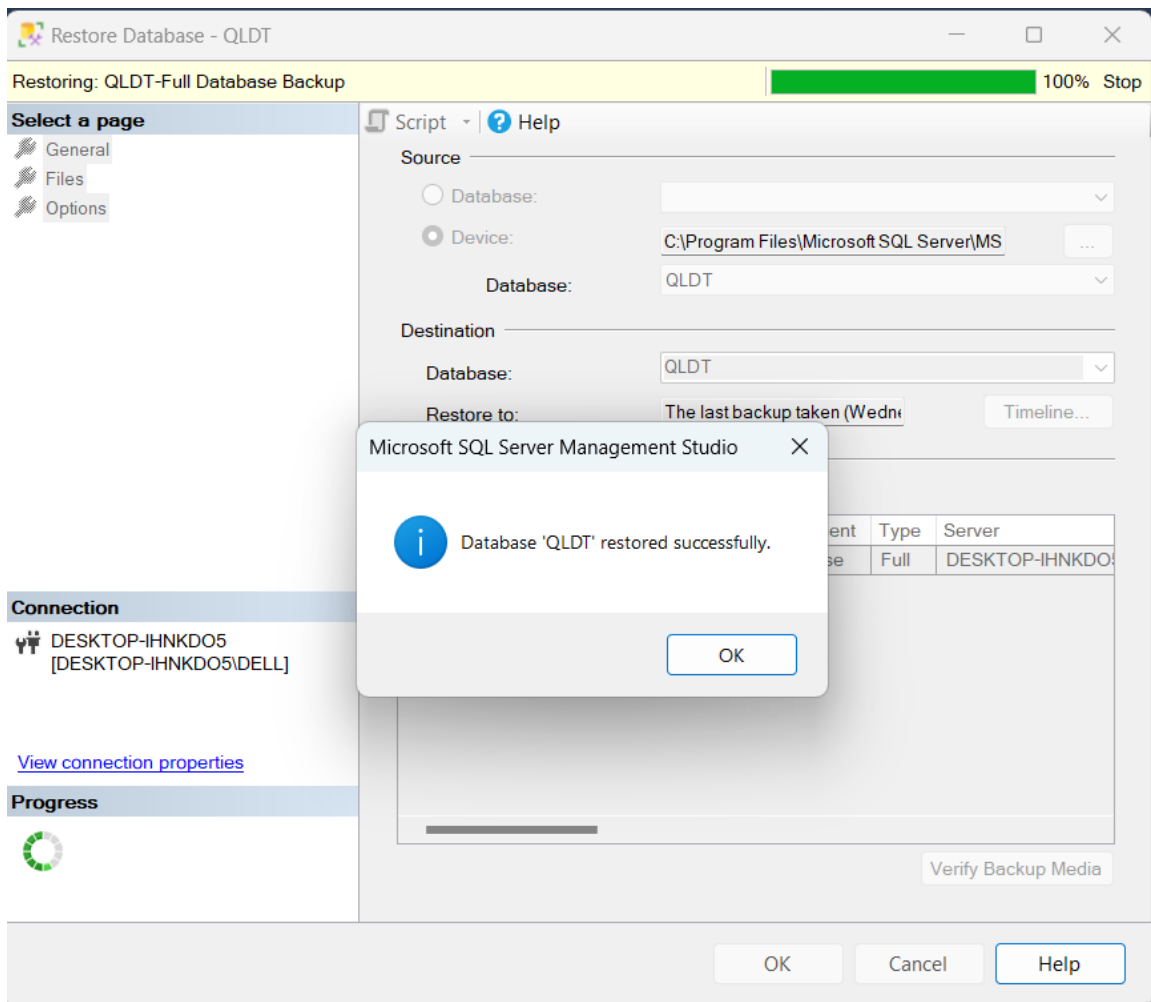 Restore Database - QLDT
Restoring: QLDT-Full Database Backup 100% Stop
Select a page
General
Files
Options
Script Help
Source
Database:
Device: C:\Program Files\Microsoft SQL Server\MS ...
Database: QLDT
Destination
Database: QLDT
Restore to: The last backup taken (Wedne Timeline...
Microsoft SQL Server Management Studio
Database 'QLDT' restored successfully.
OK
ent Type Server
se Full DESKTOP-IHNKDO5
Connection
DESKTOP-IHNKDO5
[DESKTOP-IHNKDO5\DELL]
View connection properties
Progress
Verify Backup Media
OK Cancel Help